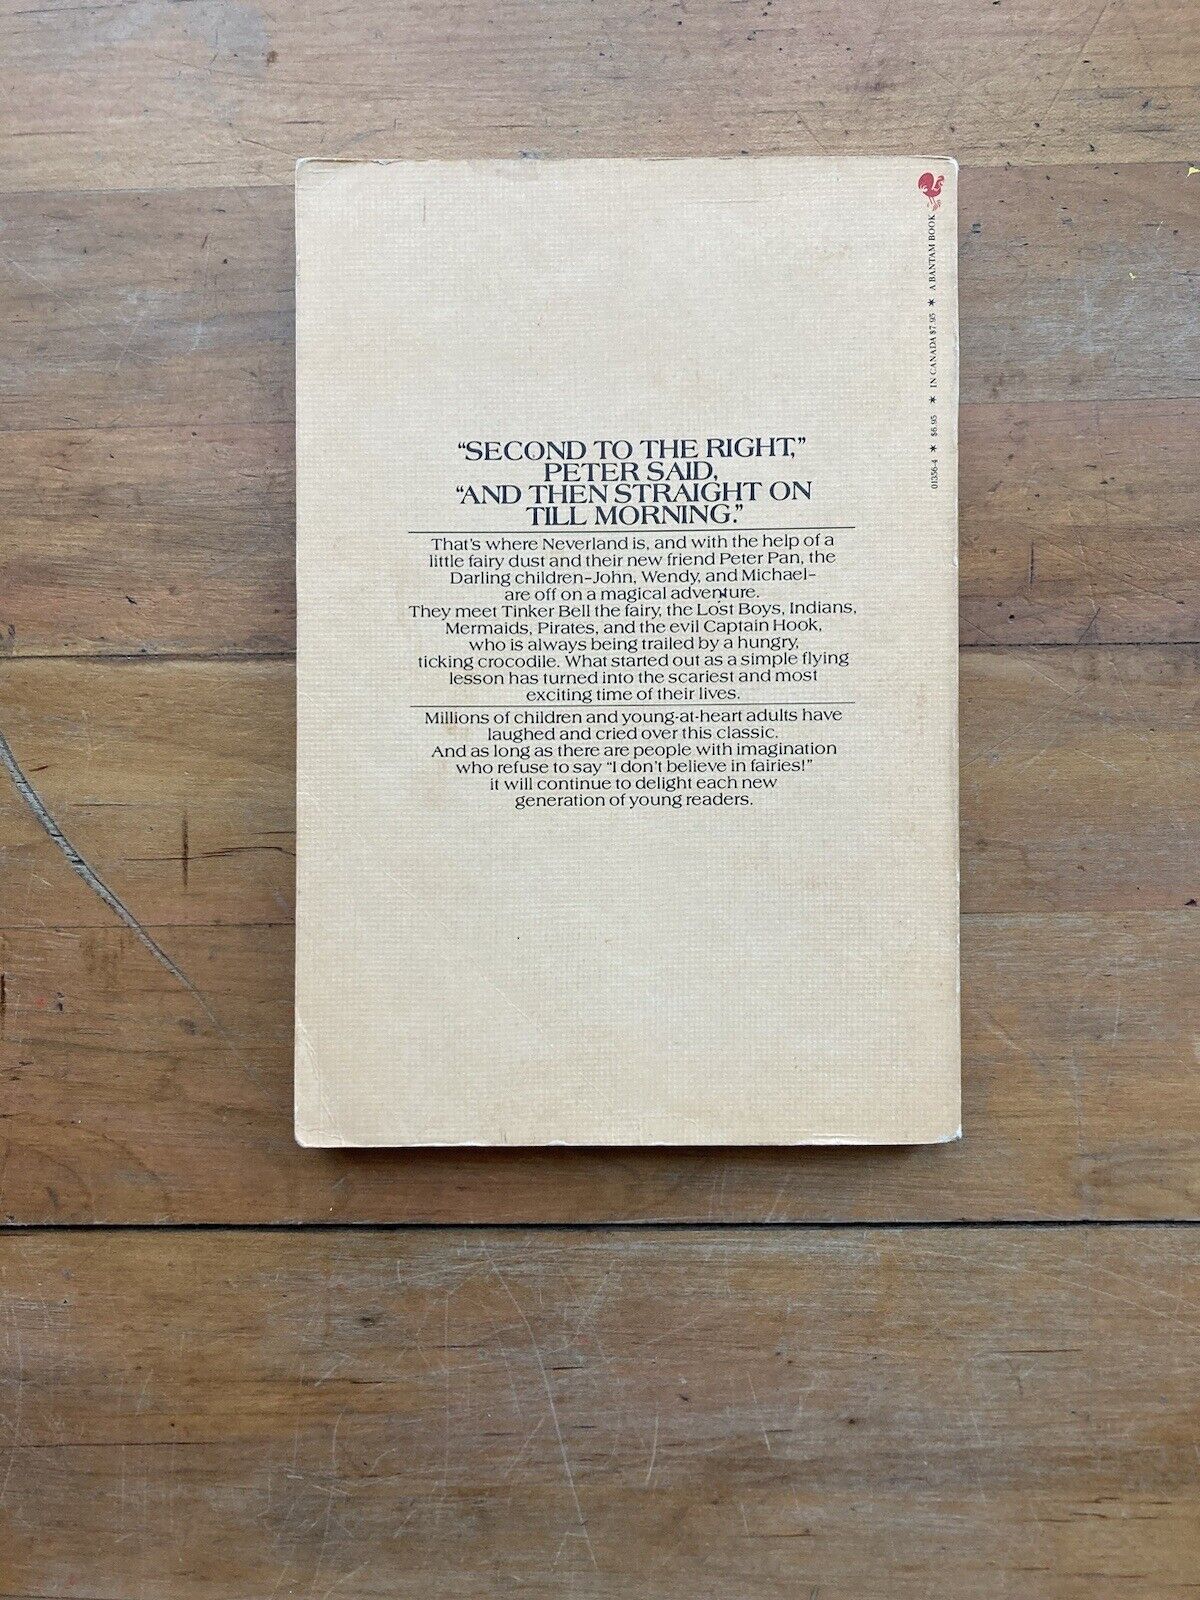 “SECOND TO THE RIGHT,”
PETER SAID,
“AND THEN STRAIGHT ON
TILL MORNING.”
That's where Neverland is, and with the help of a
little fairy dust and their new friend Peter Pan, the
Darling children–John, Wendy, and Michael–
are off on a magical adventure.
They meet Tinker Bell the fairy, the Lost Boys, Indians,
Mermaids, Pirates, and the evil Captain Hook,
who is always being trailed by a hungry,
ticking crocodile. What started out as a simple flying
lesson has turned into the scariest and most
exciting time of their lives.
Millions of children and young-at-heart adults have
laughed and cried over this classic.
And as long as there are people with imagination
who refuse to say “I don't believe in fairies!”
it will continue to delight each new
generation of young readers.
01356-4 * $6.95 * IN CANADA $7.95 * A BANTAM BOOK